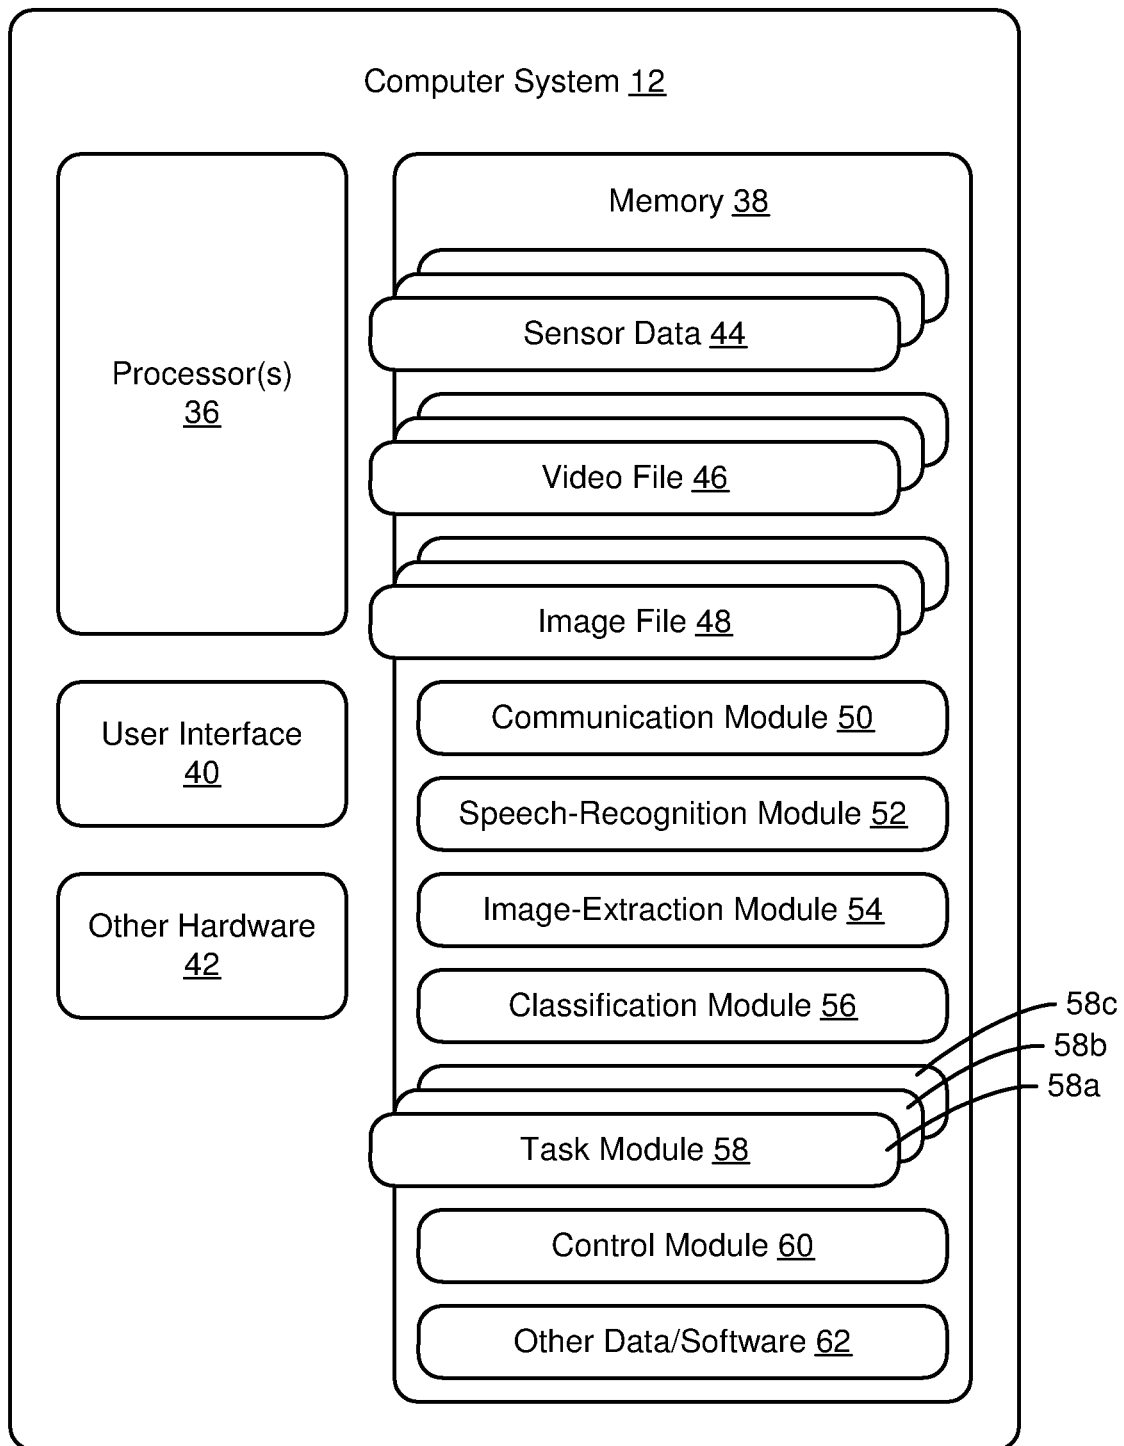 Computer System 12
Processor(s)
36
User Interface
40
Other Hardware
42
Memory 38
Sensor Data 44
Video File 46
Image File 48
Communication Module 50
Speech-Recognition Module 52
Image-Extraction Module 54
Classification Module 56
58c
58b
58a
Task Module 58
Control Module 60
Other Data/Software 62